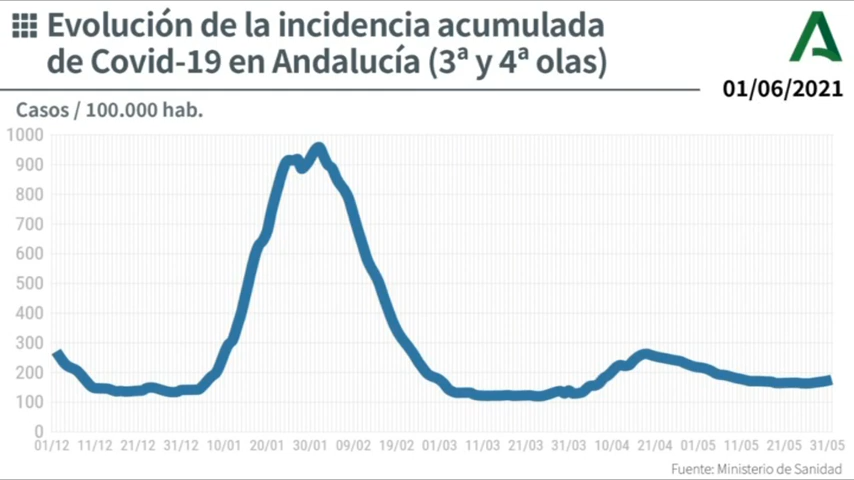 Evolución de la incidencia acumulada
de Covid-19 en Andalucía (3ª y 4ª olas)
01/06/2021
Casos / 100.000 hab.
1000
900
800
700
600
500
400
300
200
100
0
01/12 11/12 21/12 31/12 10/01 20/01 30/01 09/02 19/02 01/03 11/03 21/03 31/03 10/04 21/04 01/05 11/05 21/05 31/05
Fuente: Ministerio de Sanidad